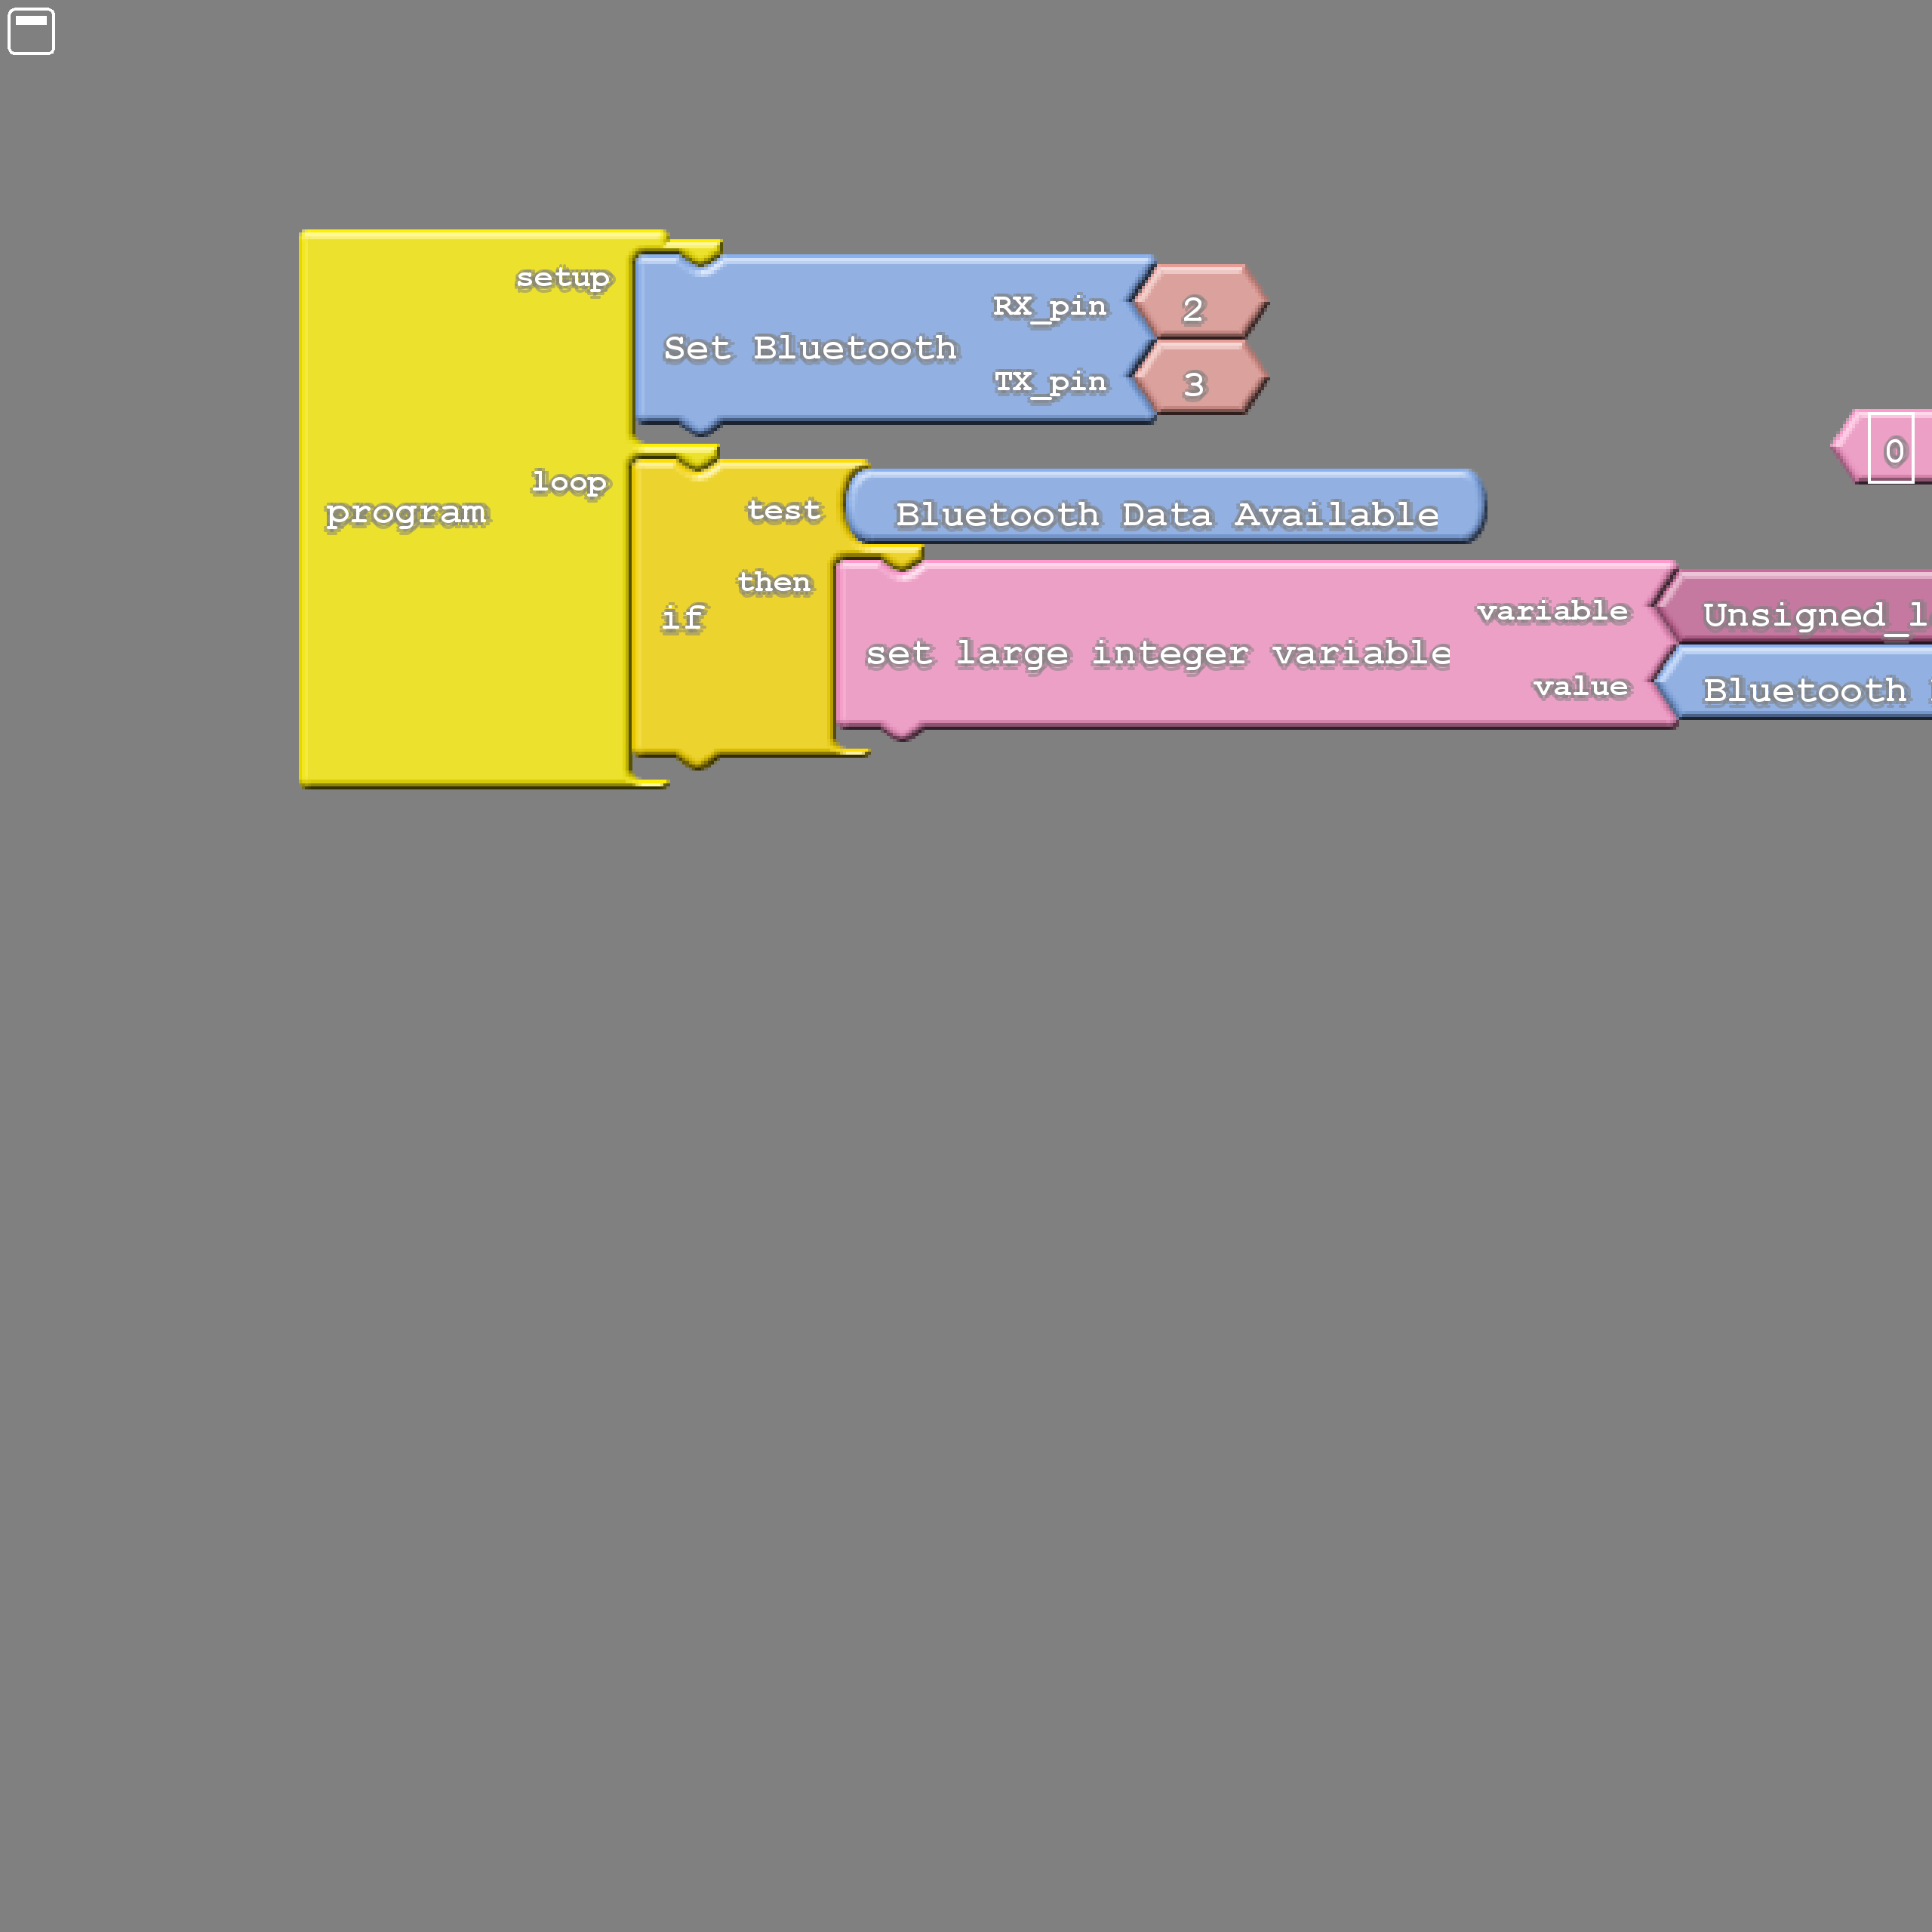 setup
RX_pin 2
Set Bluetooth
TX_pin 3
0
loop
program
test Bluetooth Data Available
then
if
variable Unsigned_l
set large integer variable
value Bluetooth